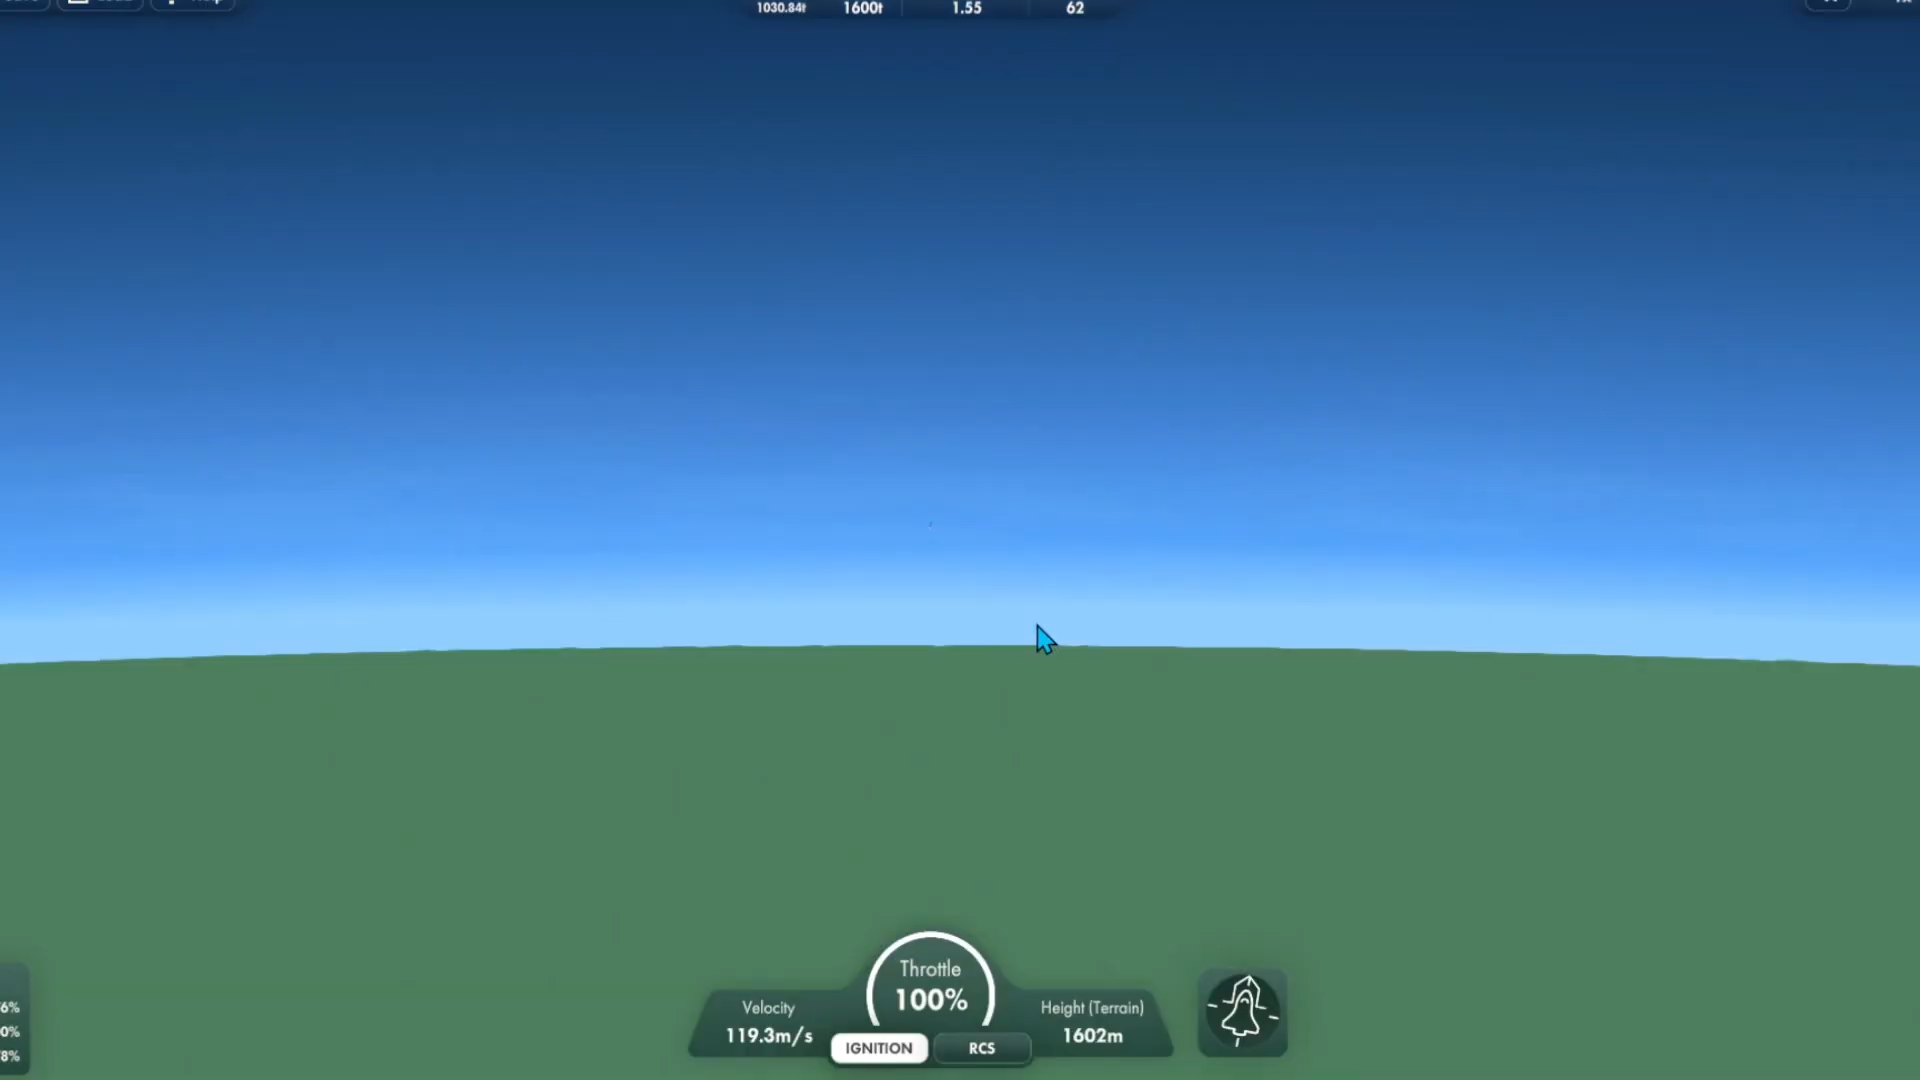 1030.84t 1600t 1.55 62
Throttle
100%
Velocity
119.3m/s
Height (Terrain)
1602m
IGNITION
RCS
6%
0%
8%